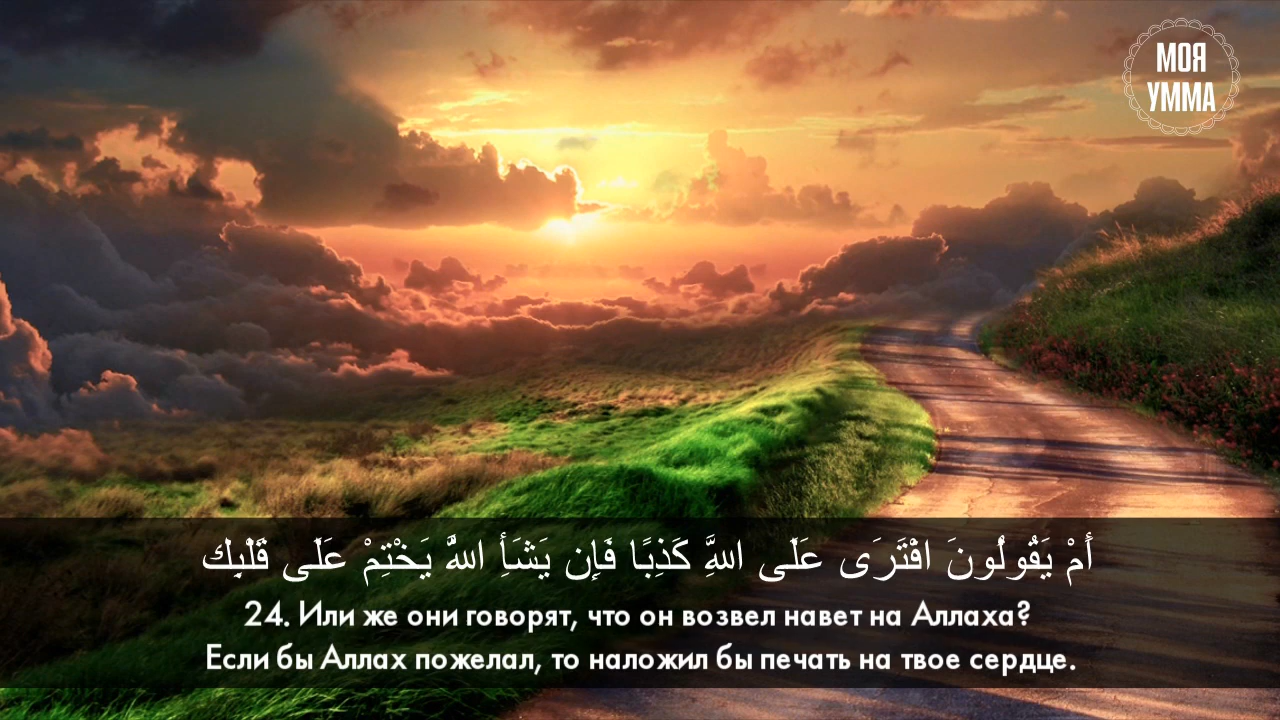 МОЯ
УММА
أَمْ يَقُولُونَ افْتَرَى عَلَى اللَّهِ كَذِبًا فَإِن يَشَأِ اللَّهُ يَخْتِمْ عَلَى قَلْبِكَ
24. Или же они говорят, что он возвел навет на Аллаха?
Если бы Аллах пожелал, то наложил бы печать на твое сердце.